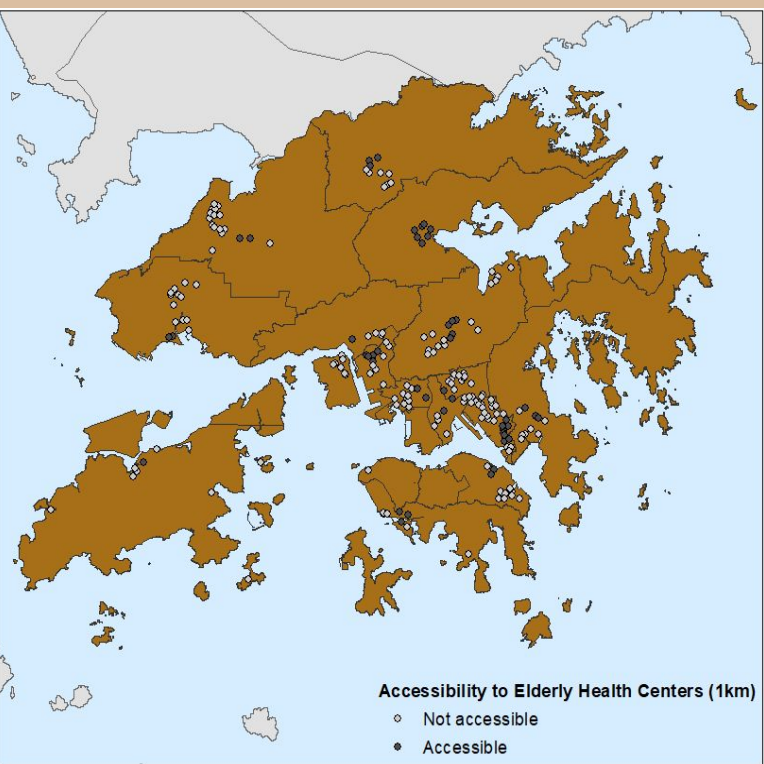 Accessibility to Elderly Health Centers (1km)
Not accessible
Accessible